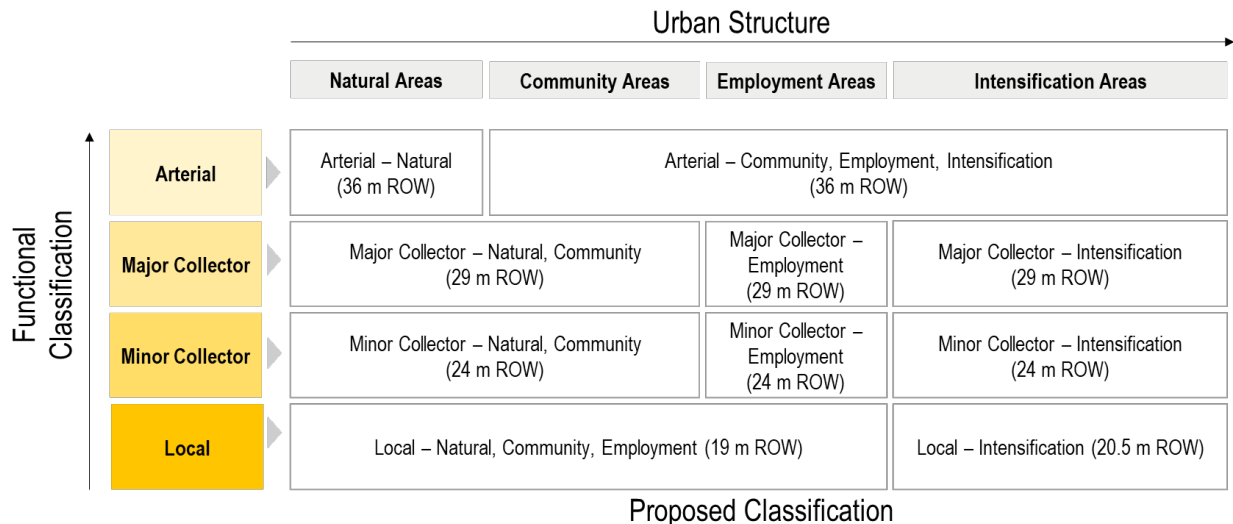 Urban Structure
Natural Areas
Community Areas
Employment Areas
Intensification Areas
Functional
Classification
Arterial
Arterial – Natural
(36 m ROW)
Arterial – Community, Employment, Intensification
(36 m ROW)
Major Collector
Major Collector – Natural, Community
(29 m ROW)
Major Collector –
Employment
(29 m ROW)
Major Collector – Intensification
(29 m ROW)
Minor Collector
Minor Collector – Natural, Community
(24 m ROW)
Minor Collector –
Employment
(24 m ROW)
Minor Collector – Intensification
(24 m ROW)
Local
Local – Natural, Community, Employment (19 m ROW)
Local – Intensification (20.5 m ROW)
Proposed Classification